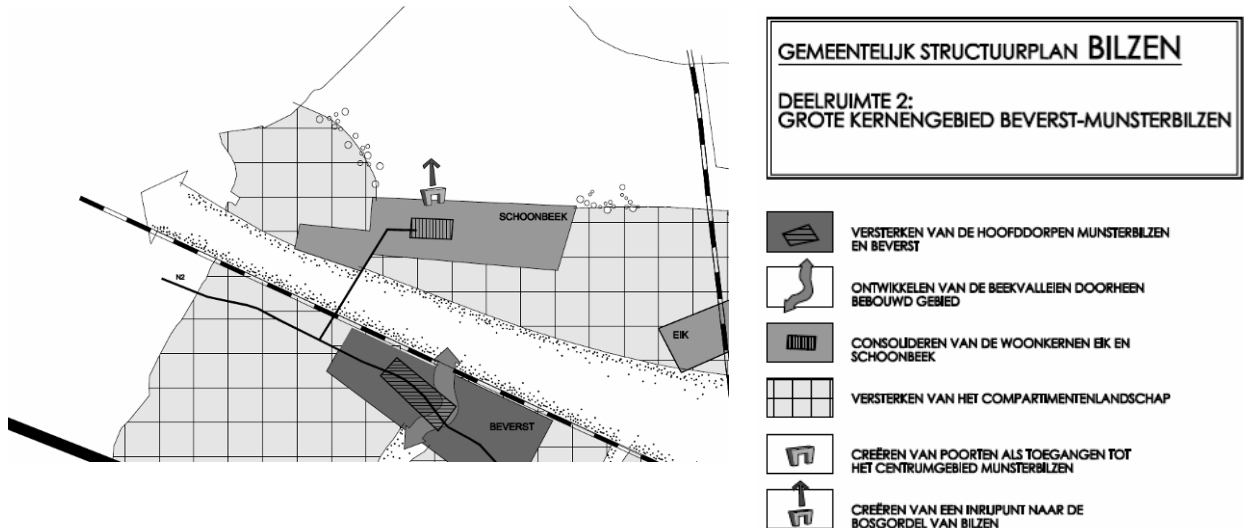 SCHOONBEEK
N2
EIK
BEVERST
GEMEENTELIJK STRUCTUURPLAN BILZEN
DEELRUIMTE 2:
GROTE KERNENGEBIED BEVERST-MUNSTERBILZEN
VERSTERKEN VAN DE HOOFDDORPEN MUNSTERBILZEN
EN BEVERST
ONTWIKKELEN VAN DE BEEKVALLEIEN DOORHEEN
BEBOUWD GEBIED
CONSOLIDEREN VAN DE WOONKERNEN EIK EN
SCHOONBEEK
VERSTERKEN VAN HET COMPARTIMENTENLANDSCHAP
CREËREN VAN POORTEN ALS TOEGANGEN TOT
HET CENTRUMGEBIED MUNSTERBILZEN
CREËREN VAN EEN INRIJPUNT NAAR DE
BOSGORDEL VAN BILZEN